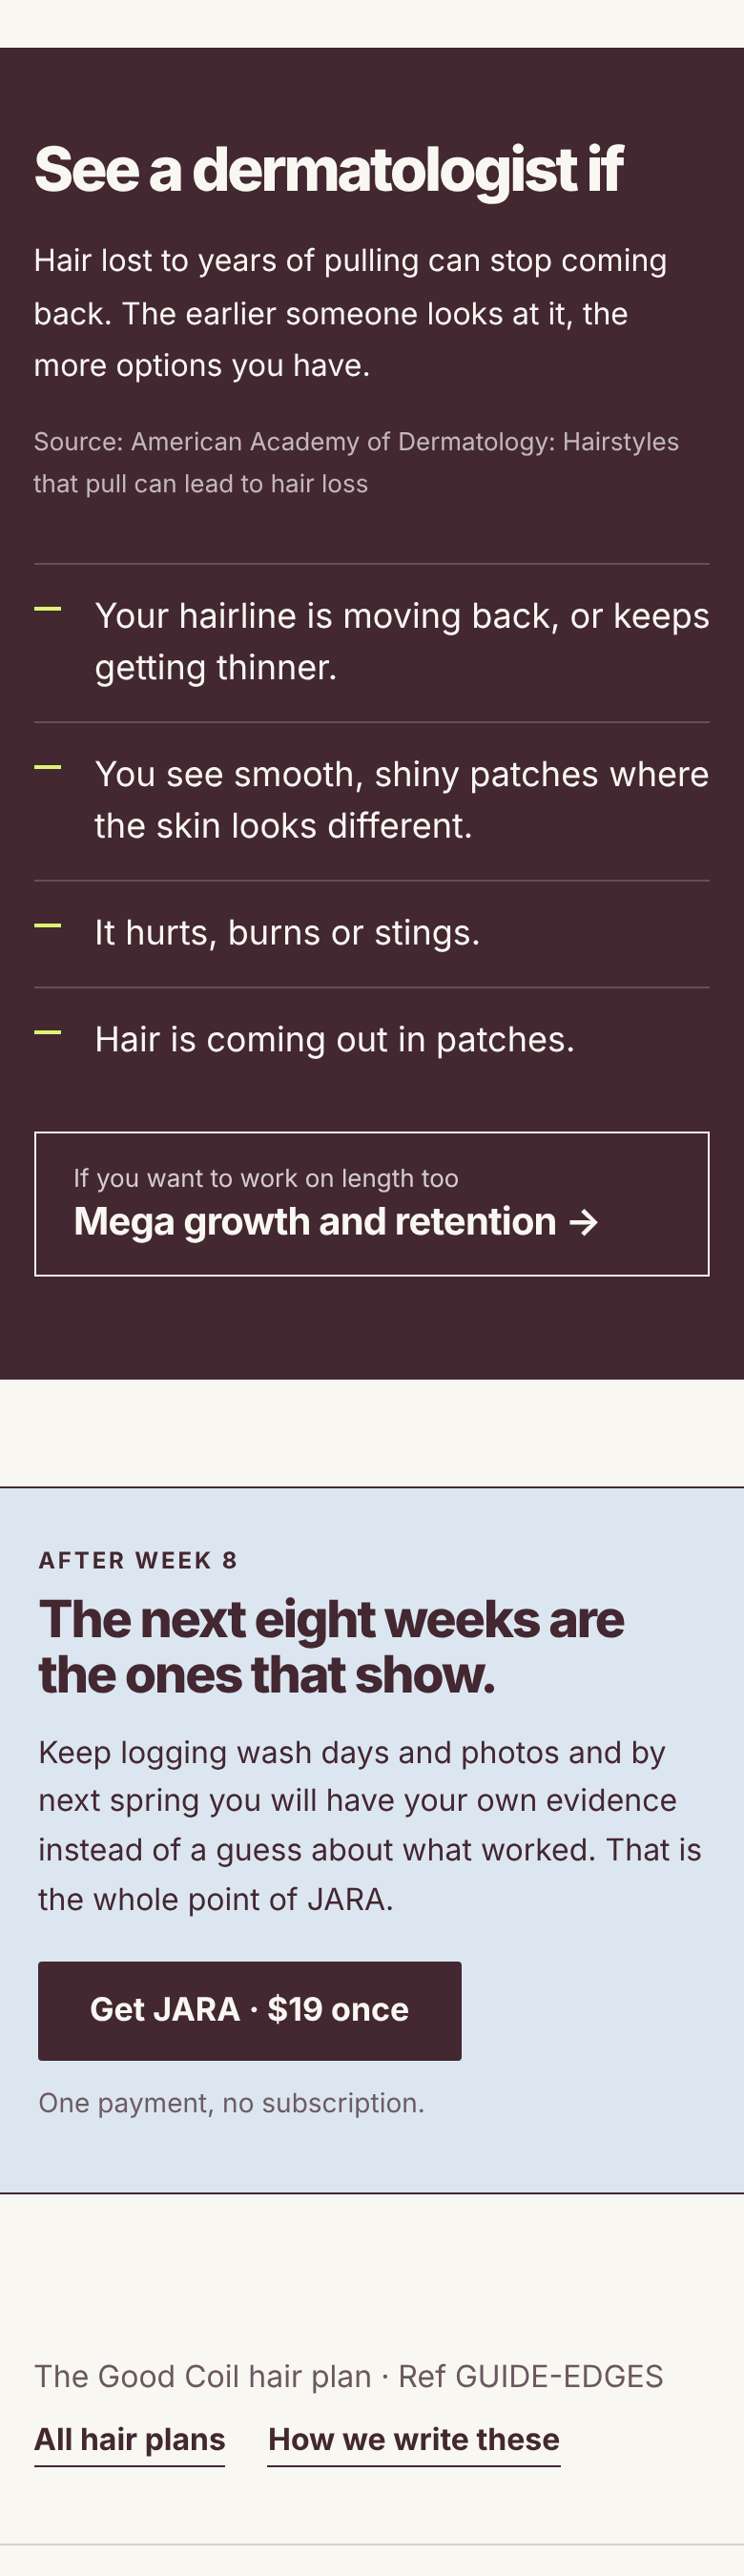 See a dermatologist if
Hair lost to years of pulling can stop coming
back. The earlier someone looks at it, the
more options you have.
Source: American Academy of Dermatology: Hairstyles
that pull can lead to hair loss
Your hairline is moving back, or keeps
getting thinner.
You see smooth, shiny patches where
the skin looks different.
It hurts, burns or stings.
Hair is coming out in patches.
If you want to work on length too
Mega growth and retention →
AFTER WEEK 8
The next eight weeks are
the ones that show.
Keep logging wash days and photos and by
next spring you will have your own evidence
instead of a guess about what worked. That is
the whole point of JARA.
Get JARA · $19 once
One payment, no subscription.
The Good Coil hair plan · Ref GUIDE-EDGES
All hair plans How we write these